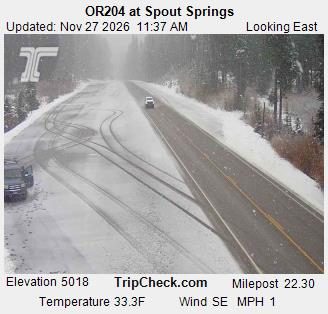 OR204 at Spout Springs
Updated: Nov 27 2026 11:37 AM Looking East
Elevation 5018 TripCheck.com Milepost 22.30
Temperature 33.3F Wind SE MPH 1